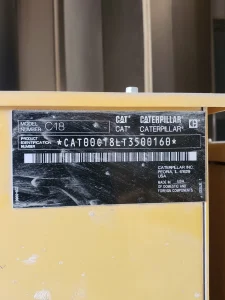 MODEL NUMBER C18
CAT® CATERPILLAR®
CAT® CATERPILLAR®
PRODUCT IDENTIFICATION NUMBER
*CAT00C18LT3500160*
CATERPILLAR INC.
PEORIA, IL 61629
USA
MADE IN USA
OF DOMESTIC AND
FOREIGN COMPONENTS